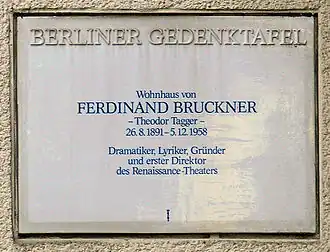 BERLINER GEDENKTAFEL
Wohnhaus von
FERDINAND BRUCKNER
– Theodor Tagger –
26. 8. 1891–5. 12. 1958
Dramatiker, Lyriker, Gründer
und erster Direktor
des Renaissance-Theaters